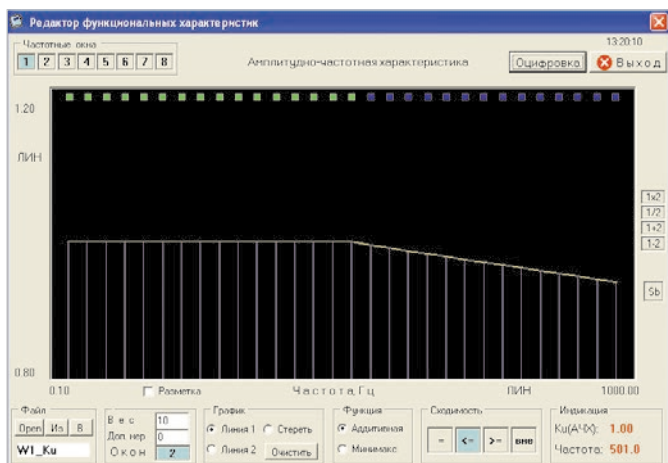 Редактор функциональных характеристик
Частотные окна
1 2 3 4 5 6 7 8
Амплитудно-частотная характеристика
13:20:10
Оцифровка
Выход
1.20
ЛИН
0.80
1x2
1/2
1+2
1-2
Sb
0.10
Разметка
Частота, Гц
ЛИН
1000.00
Файл
Open Из В
W1_Ku
Вес 10
Доп. нер 0
Окон 2
График
Линия 1 Стереть
Линия 2 Очистить
Функция
Аддитивная
Минимакс
Сходимость
= <= >= вне
Индикация
Ku(АЧХ): 1.00
Частота: 501.0